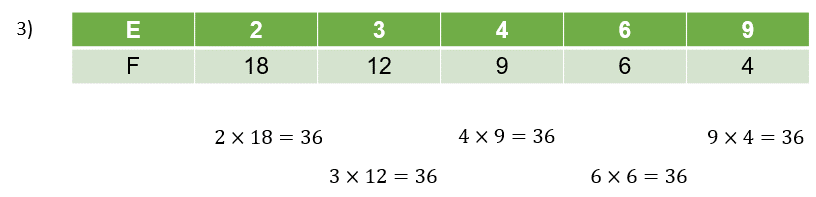 3)
E 2 3 4 6 9
F 18 12 9 6 4
2 × 18 = 36 4 × 9 = 36 9 × 4 = 36
3 × 12 = 36 6 × 6 = 36